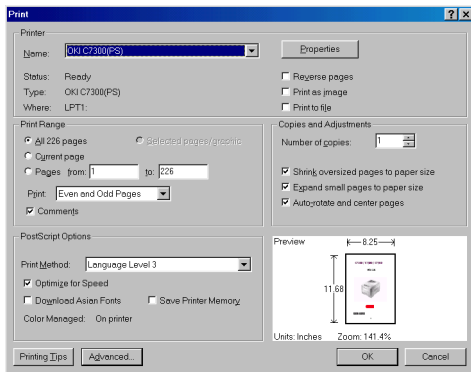 Print
Printer
Name: OKI C7300(PS)
Properties
Status: Ready
Type: OKI C7300(PS)
Where: LPT1:
Reverse pages
Print as image
Print to file
Print Range
All 226 pages
Selected pages/graphic
Current page
Pages from: 1 to: 226
Print: Even and Odd Pages
Comments
Copies and Adjustments
Number of copies: 1
Shrink oversized pages to paper size
Expand small pages to paper size
Auto-rotate and center pages
PostScript Options
Print Method: Language Level 3
Optimize for Speed
Download Asian Fonts
Save Printer Memory
Color Managed: On printer
Preview
8.25
11.68
Units: Inches Zoom: 141.4%
Printing Tips
Advanced...
OK
Cancel